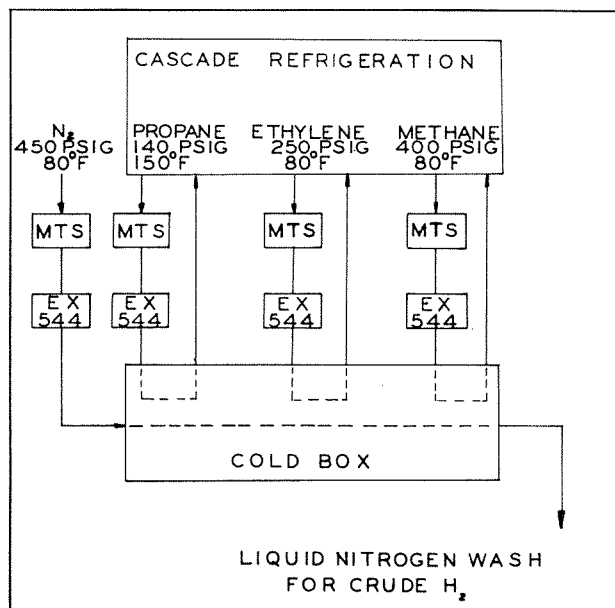 CASCADE REFRIGERATION
N₂
450 PSIG
80°F
PROPANE
140 PSIG
150°F
ETHYLENE
250 PSIG
80°F
METHANE
400 PSIG
80°F
MTS
MTS
MTS
MTS
EX
544
EX
544
EX
544
EX
544
COLD BOX
LIQUID NITROGEN WASH
FOR CRUDE H₂